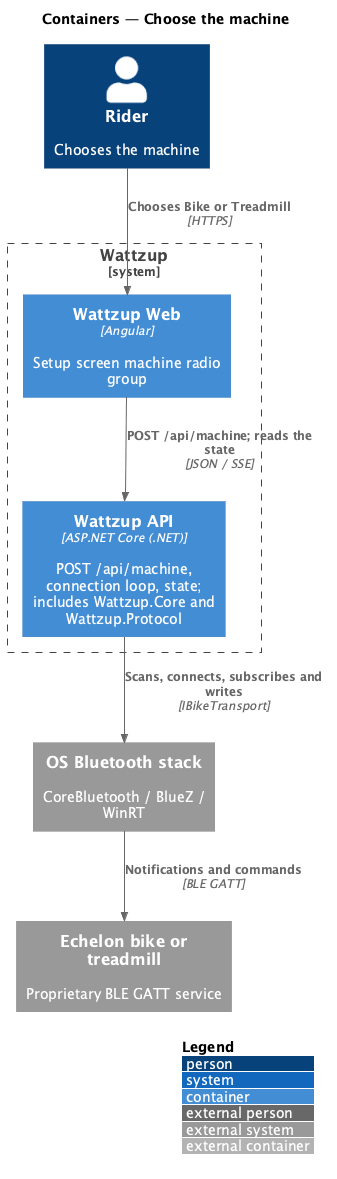 Containers — Choose the machine
Rider
Chooses the machine
Chooses Bike or Treadmill
[HTTPS]
Wattzup
[system]
Wattzup Web
[Angular]
Setup screen machine radio
group
POST /api/machine; reads the
state
[JSON / SSE]
Wattzup API
[ASP.NET Core (.NET)]
POST /api/machine,
connection loop, state;
includes Wattzup.Core and
Wattzup.Protocol
Scans, connects, subscribes and
writes
[IBikeTransport]
OS Bluetooth stack
CoreBluetooth / BlueZ /
WinRT
Notifications and commands
[BLE GATT]
Echelon bike or
treadmill
Proprietary BLE GATT service
Legend
person
system
container
external person
external system
external container